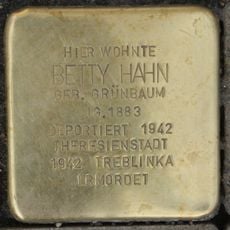 HIER WOHNTE
BETTY HAHN
GEB. GRÜNBAUM
JG. 1883
DEPORTIERT 1942
THERESIENSTADT
1942 TREBLINKA
ERMORDET